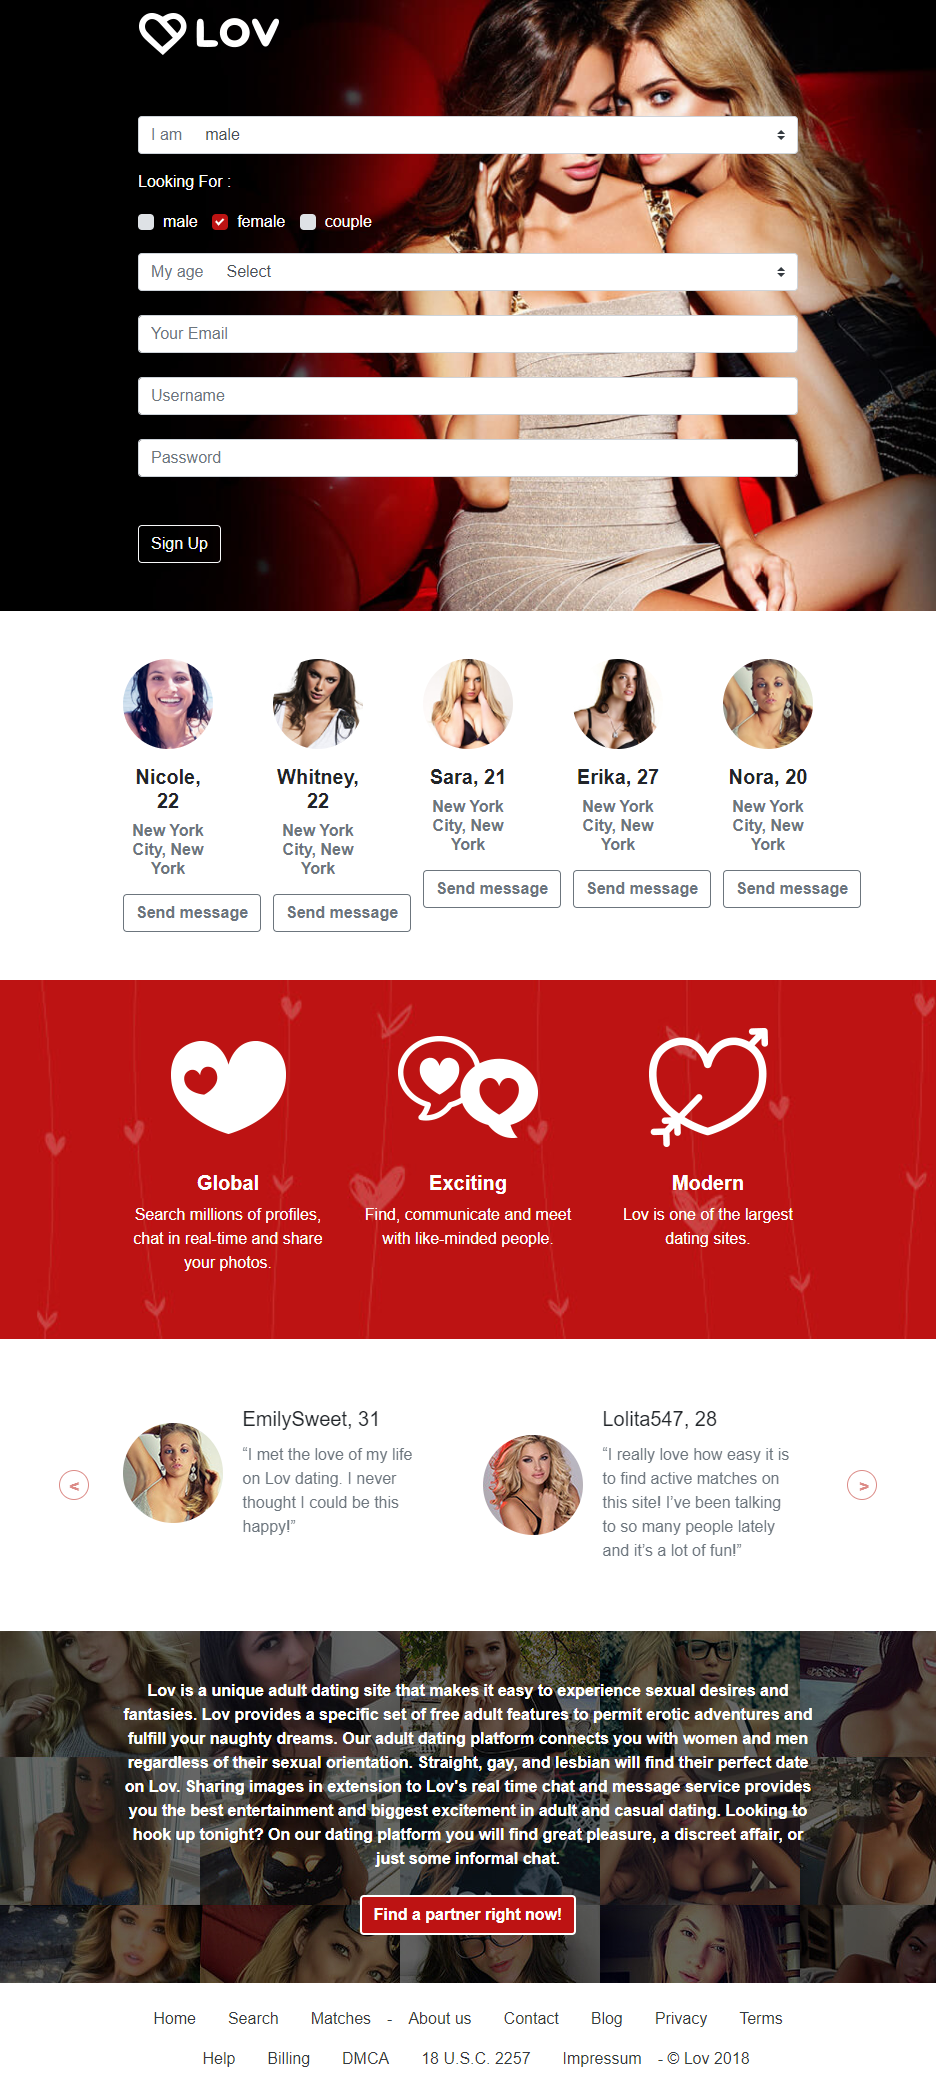 LOV
I am male
Looking For :
male female couple
My age Select
Your Email
Username
Password
Sign Up
Nicole,
22
New York
City, New
York
Send message
Whitney,
22
New York
City, New
York
Send message
Sara, 21
New York
City, New
York
Send message
Erika, 27
New York
City, New
York
Send message
Nora, 20
New York
City, New
York
Send message
Global
Search millions of profiles,
chat in real-time and share
your photos.
Exciting
Find, communicate and meet
with like-minded people.
Modern
Lov is one of the largest
dating sites.
<
EmilySweet, 31
“I met the love of my life
on Lov dating. I never
thought I could be this
happy!”
Lolita547, 28
“I really love how easy it is
to find active matches on
this site! I’ve been talking
to so many people lately
and it’s a lot of fun!”
>
Lov is a unique adult dating site that makes it easy to experience sexual desires and
fantasies. Lov provides a specific set of free adult features to permit erotic adventures and
fulfill your naughty dreams. Our adult dating platform connects you with women and men
regardless of their sexual orientation. Straight, gay, and lesbian will find their perfect date
on Lov. Sharing images in extension to Lov's real time chat and message service provides
you the best entertainment and biggest excitement in adult and casual dating. Looking to
hook up tonight? On our dating platform you will find great pleasure, a discreet affair, or
just some informal chat.
Find a partner right now!
Home Search Matches - About us Contact Blog Privacy Terms
Help Billing DMCA 18 U.S.C. 2257 Impressum - © Lov 2018